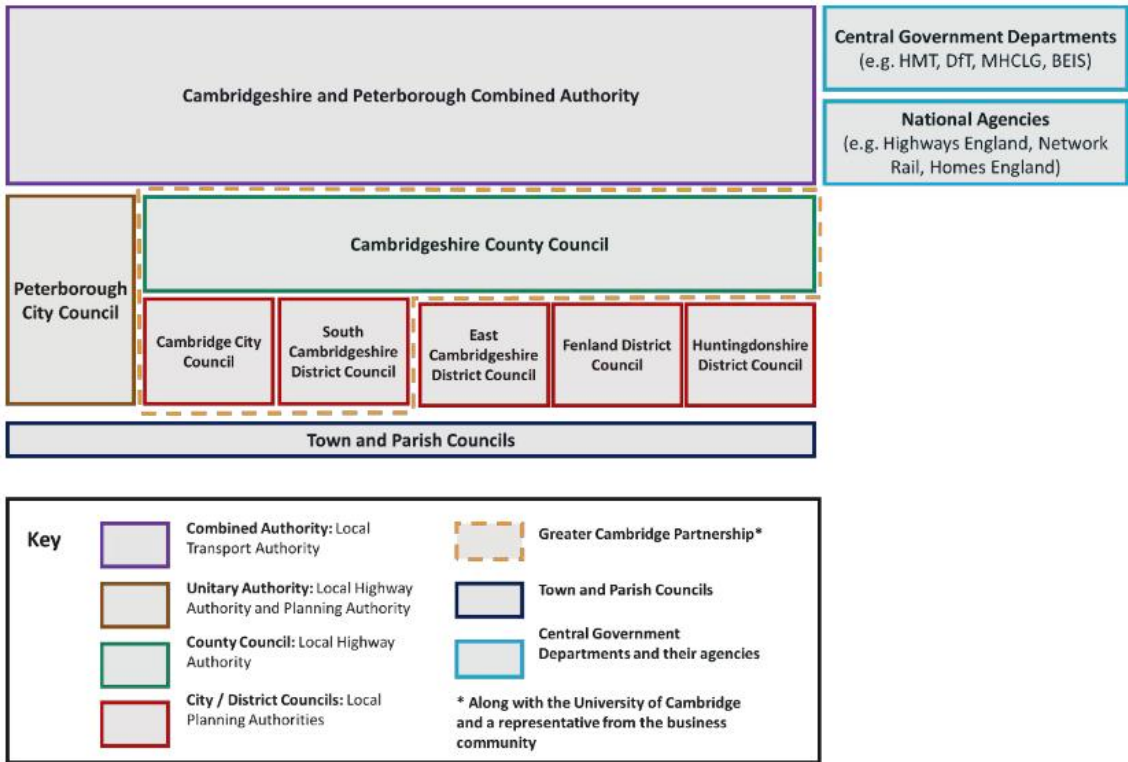 Cambridgeshire and Peterborough Combined Authority
Central Government Departments
(e.g. HMT, DfT, MHCLG, BEIS)
National Agencies
(e.g. Highways England, Network
Rail, Homes England)
Peterborough
City Council
Cambridgeshire County Council
Cambridge City
Council
South
Cambridgeshire
District Council
East
Cambridgeshire
District Council
Fenland District
Council
Huntingdonshire
District Council
Town and Parish Councils
Key
Combined Authority: Local
Transport Authority
Unitary Authority: Local Highway
Authority and Planning Authority
County Council: Local Highway
Authority
City / District Councils: Local
Planning Authorities
Greater Cambridge Partnership*
Town and Parish Councils
Central Government
Departments and their agencies
* Along with the University of Cambridge
and a representative from the business
community